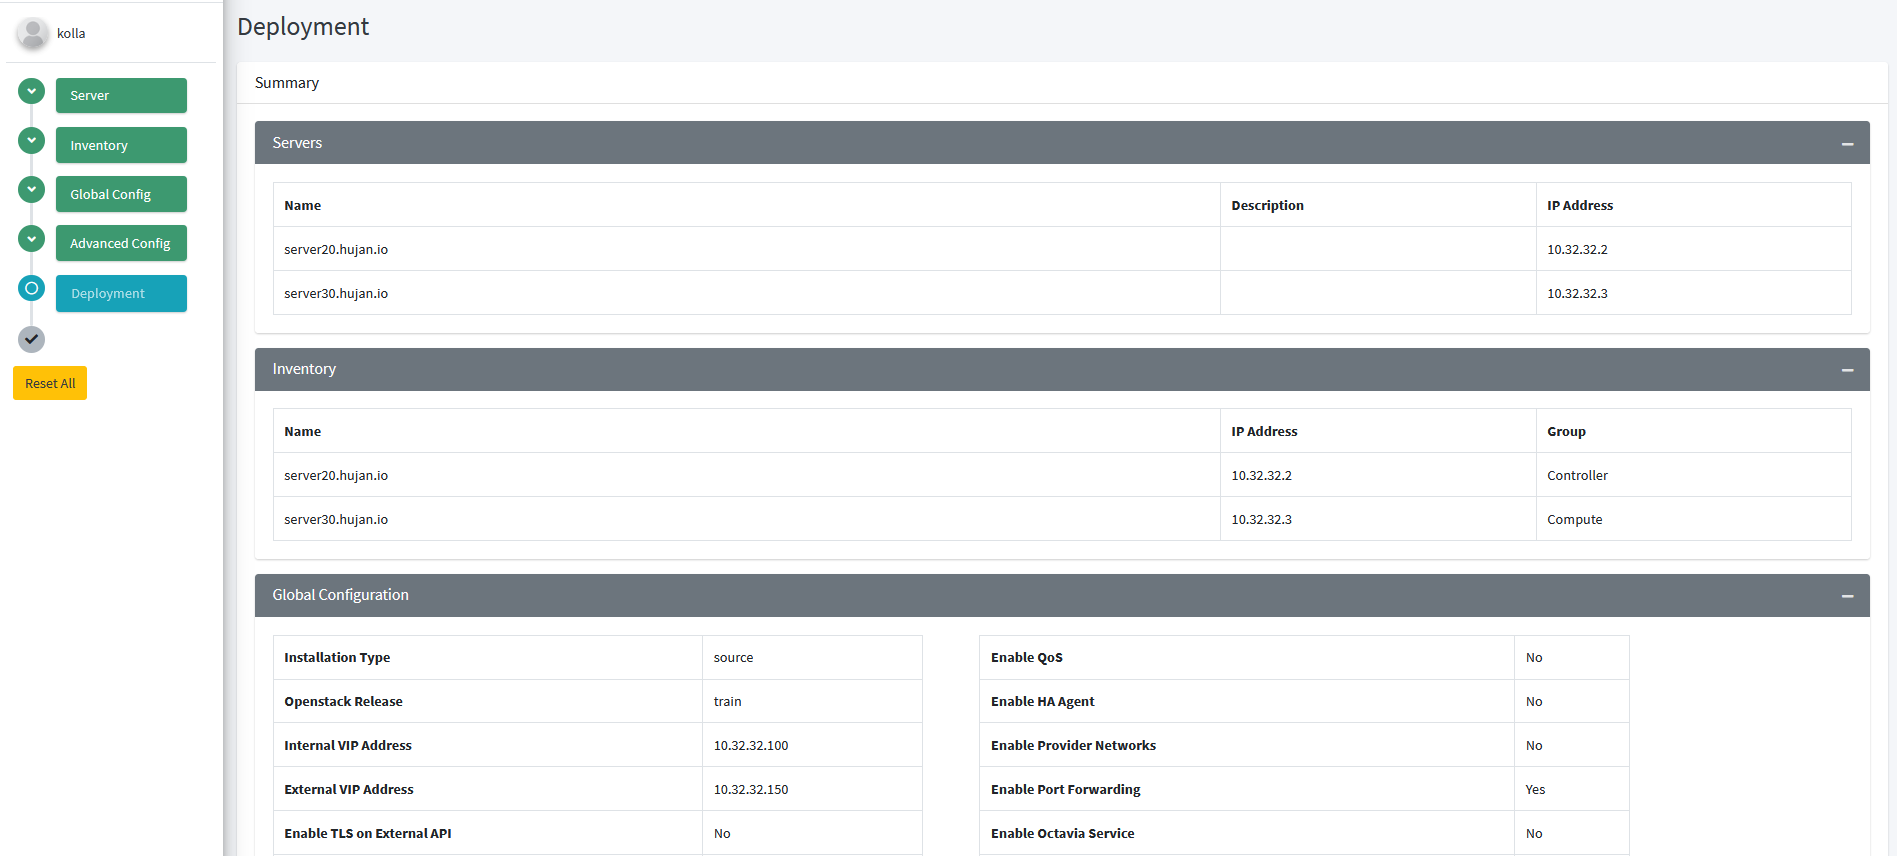 kolla
Server
Inventory
Global Config
Advanced Config
Deployment
Reset All
Deployment
Summary
Servers
Name Description IP Address
server20.hujan.io 10.32.32.2
server30.hujan.io 10.32.32.3
Inventory
Name IP Address Group
server20.hujan.io 10.32.32.2 Controller
server30.hujan.io 10.32.32.3 Compute
Global Configuration
Installation Type source Enable QoS No
Openstack Release train Enable HA Agent No
Internal VIP Address 10.32.32.100 Enable Provider Networks No
External VIP Address 10.32.32.150 Enable Port Forwarding Yes
Enable TLS on External API No Enable Octavia Service No